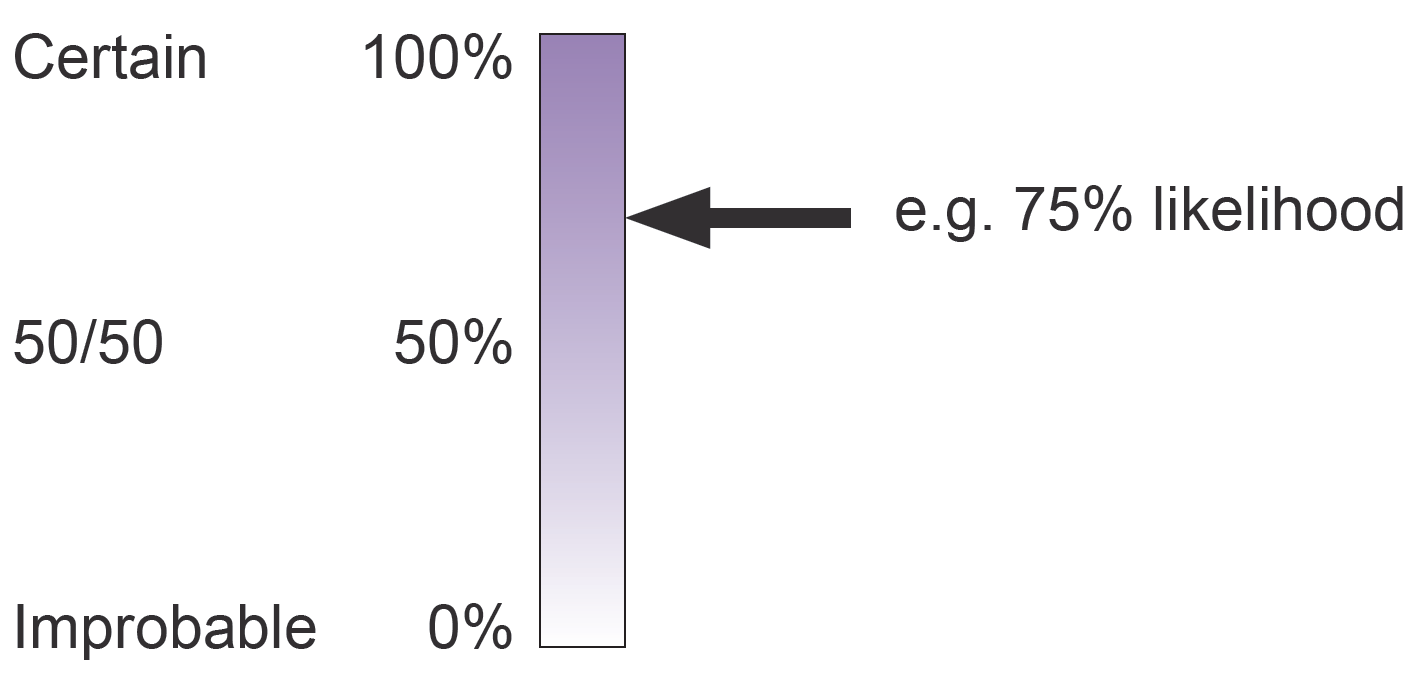 Certain 100%
e.g. 75% likelihood
50/50 50%
Improbable 0%